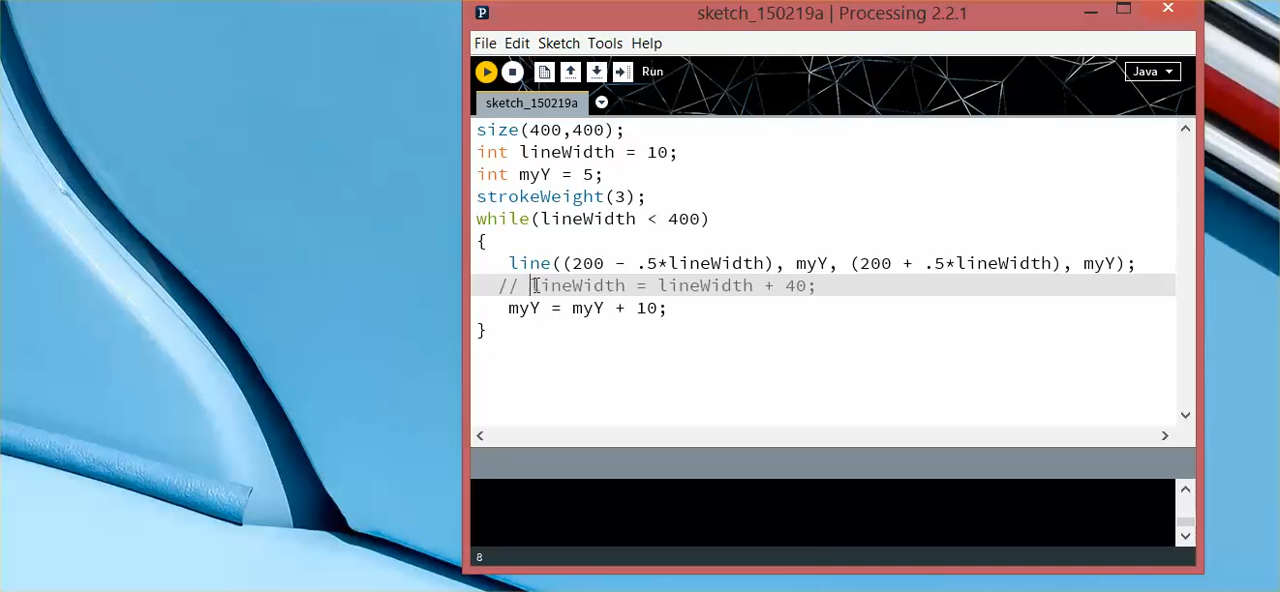 P sketch_150219a | Processing 2.2.1
File Edit Sketch Tools Help
Run Java
sketch_150219a
size(400,400);
int lineWidth = 10;
int myY = 5;
strokeWeight(3);
while(lineWidth < 400)
{
line((200 - .5*lineWidth), myY, (200 + .5*lineWidth), myY);
// lineWidth = lineWidth + 40;
myY = myY + 10;
}
8